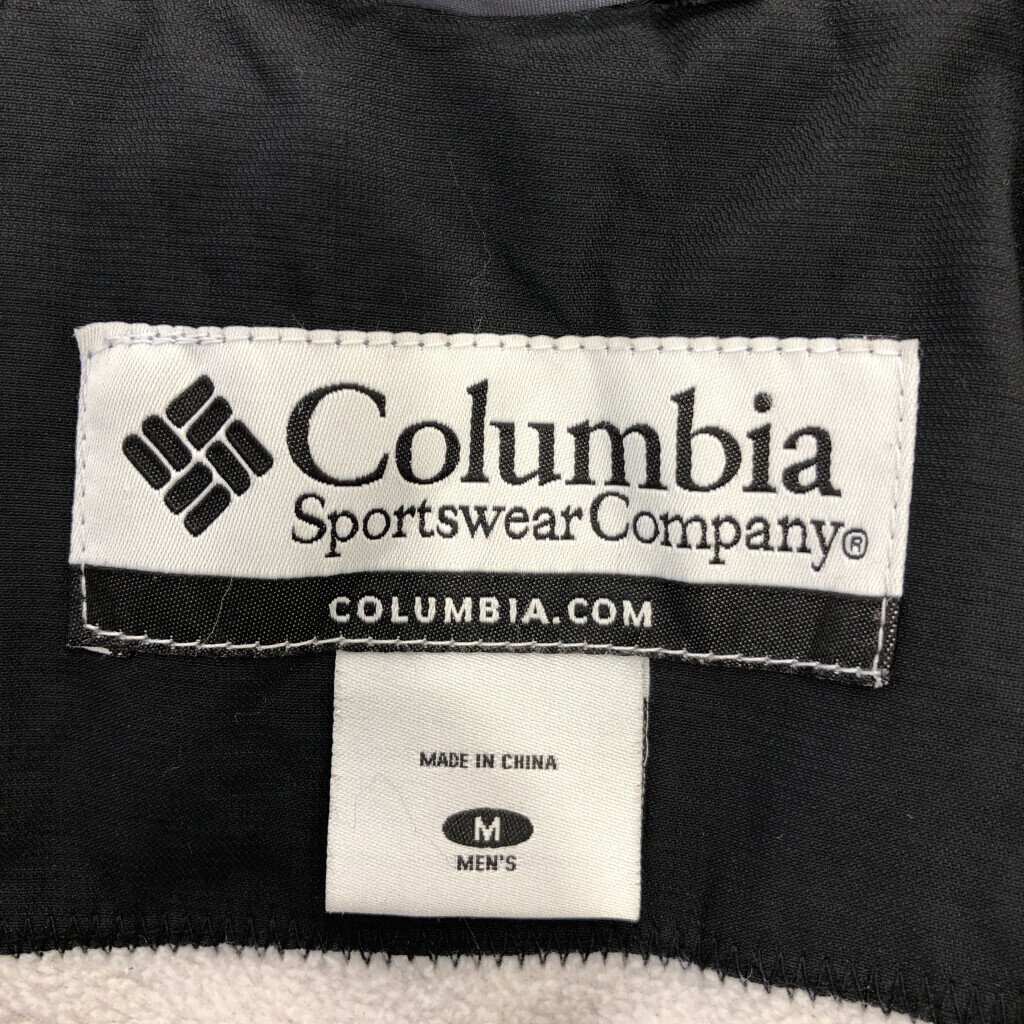 Columbia
Sportswear Company®
COLUMBIA.COM
MADE IN CHINA
M
MEN'S